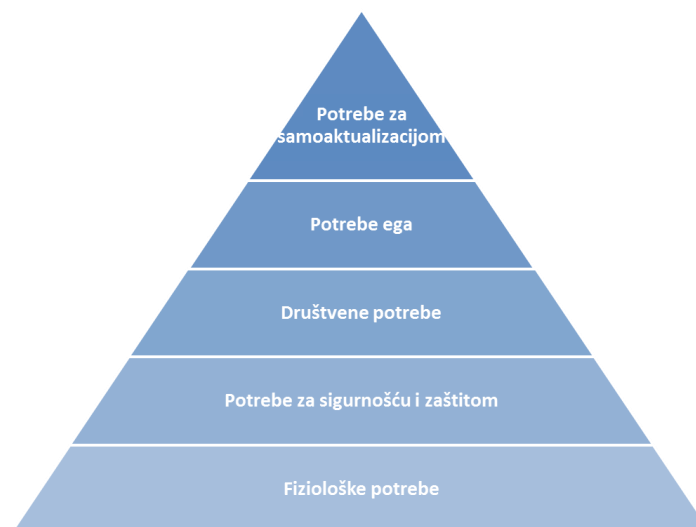 Potrebe za
samoaktualizacijom
Potrebe ega
Društvene potrebe
Potrebe za sigurnošću i zaštitom
Fiziološke potrebe